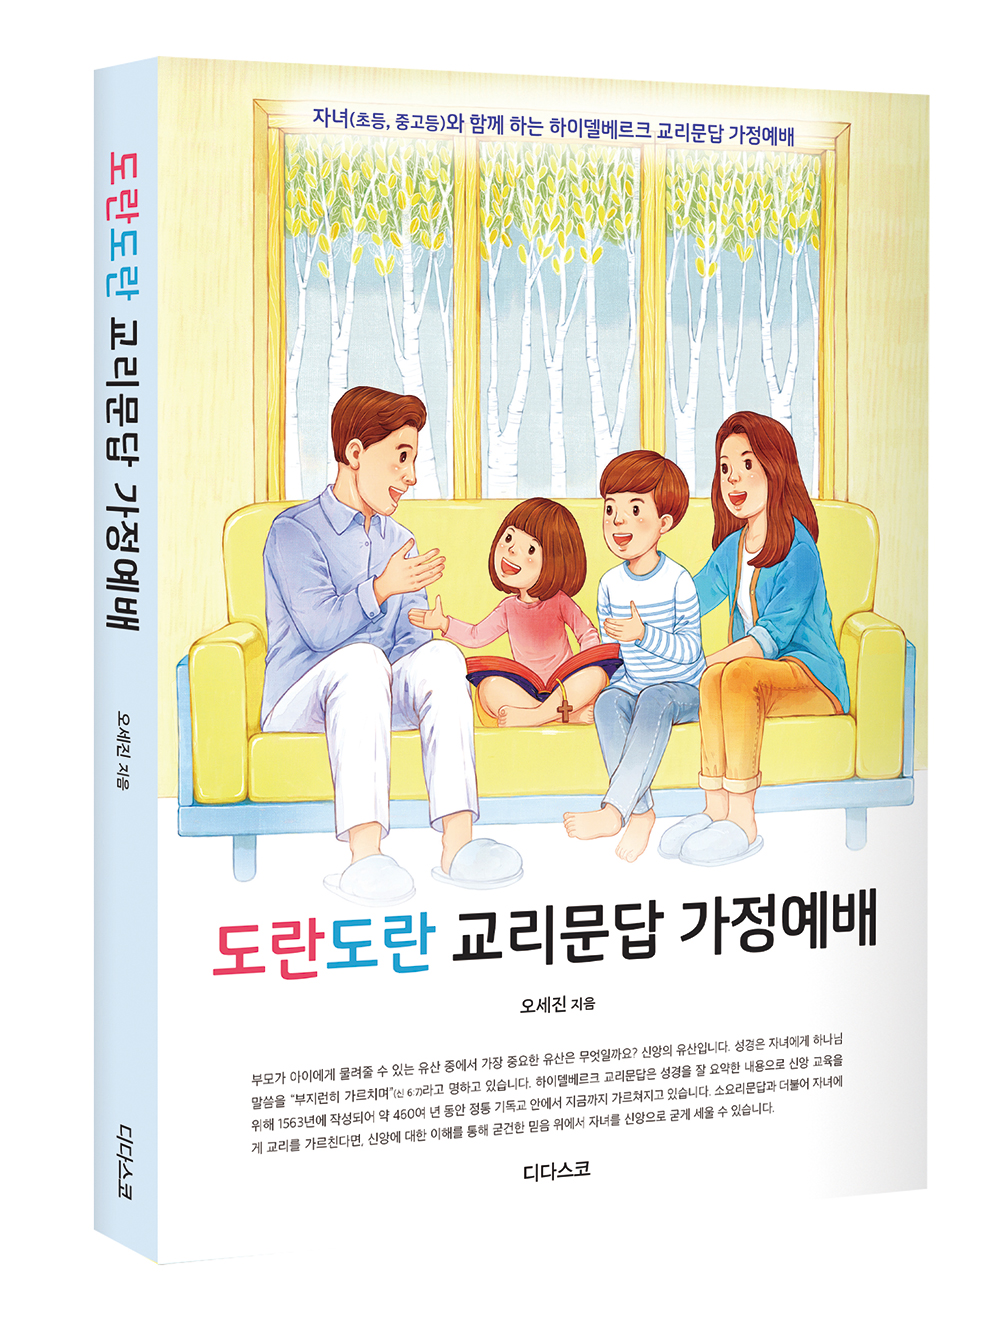 자녀(초등, 중고등)와 함께 하는 하이델베르크 교리문답 가정예배
도란도란 교리문답 가정예배
오세진 지음
부모가 아이에게 물려줄 수 있는 유산 중에서 가장 중요한 유산은 무엇일까요? 신앙의 유산입니다. 성경은 자녀에게 하나님
말씀을 “부지런히 가르치며”(신 6:7)라고 명하고 있습니다. 하이델베르크 교리문답은 성경을 잘 요약한 내용으로 신앙 교육을
위해 1563년에 작성되어 약 460여 년 동안 정통 기독교 안에서 지금까지 가르쳐지고 있습니다. 소요리문답과 더불어 자녀에
게 교리를 가르친다면, 신앙에 대한 이해를 통해 굳건한 믿음 위에서 자녀를 신앙으로 굳게 세울 수 있습니다.
디다스코
도란도란 교리문답 가정예배
오세진 지음
디다스코